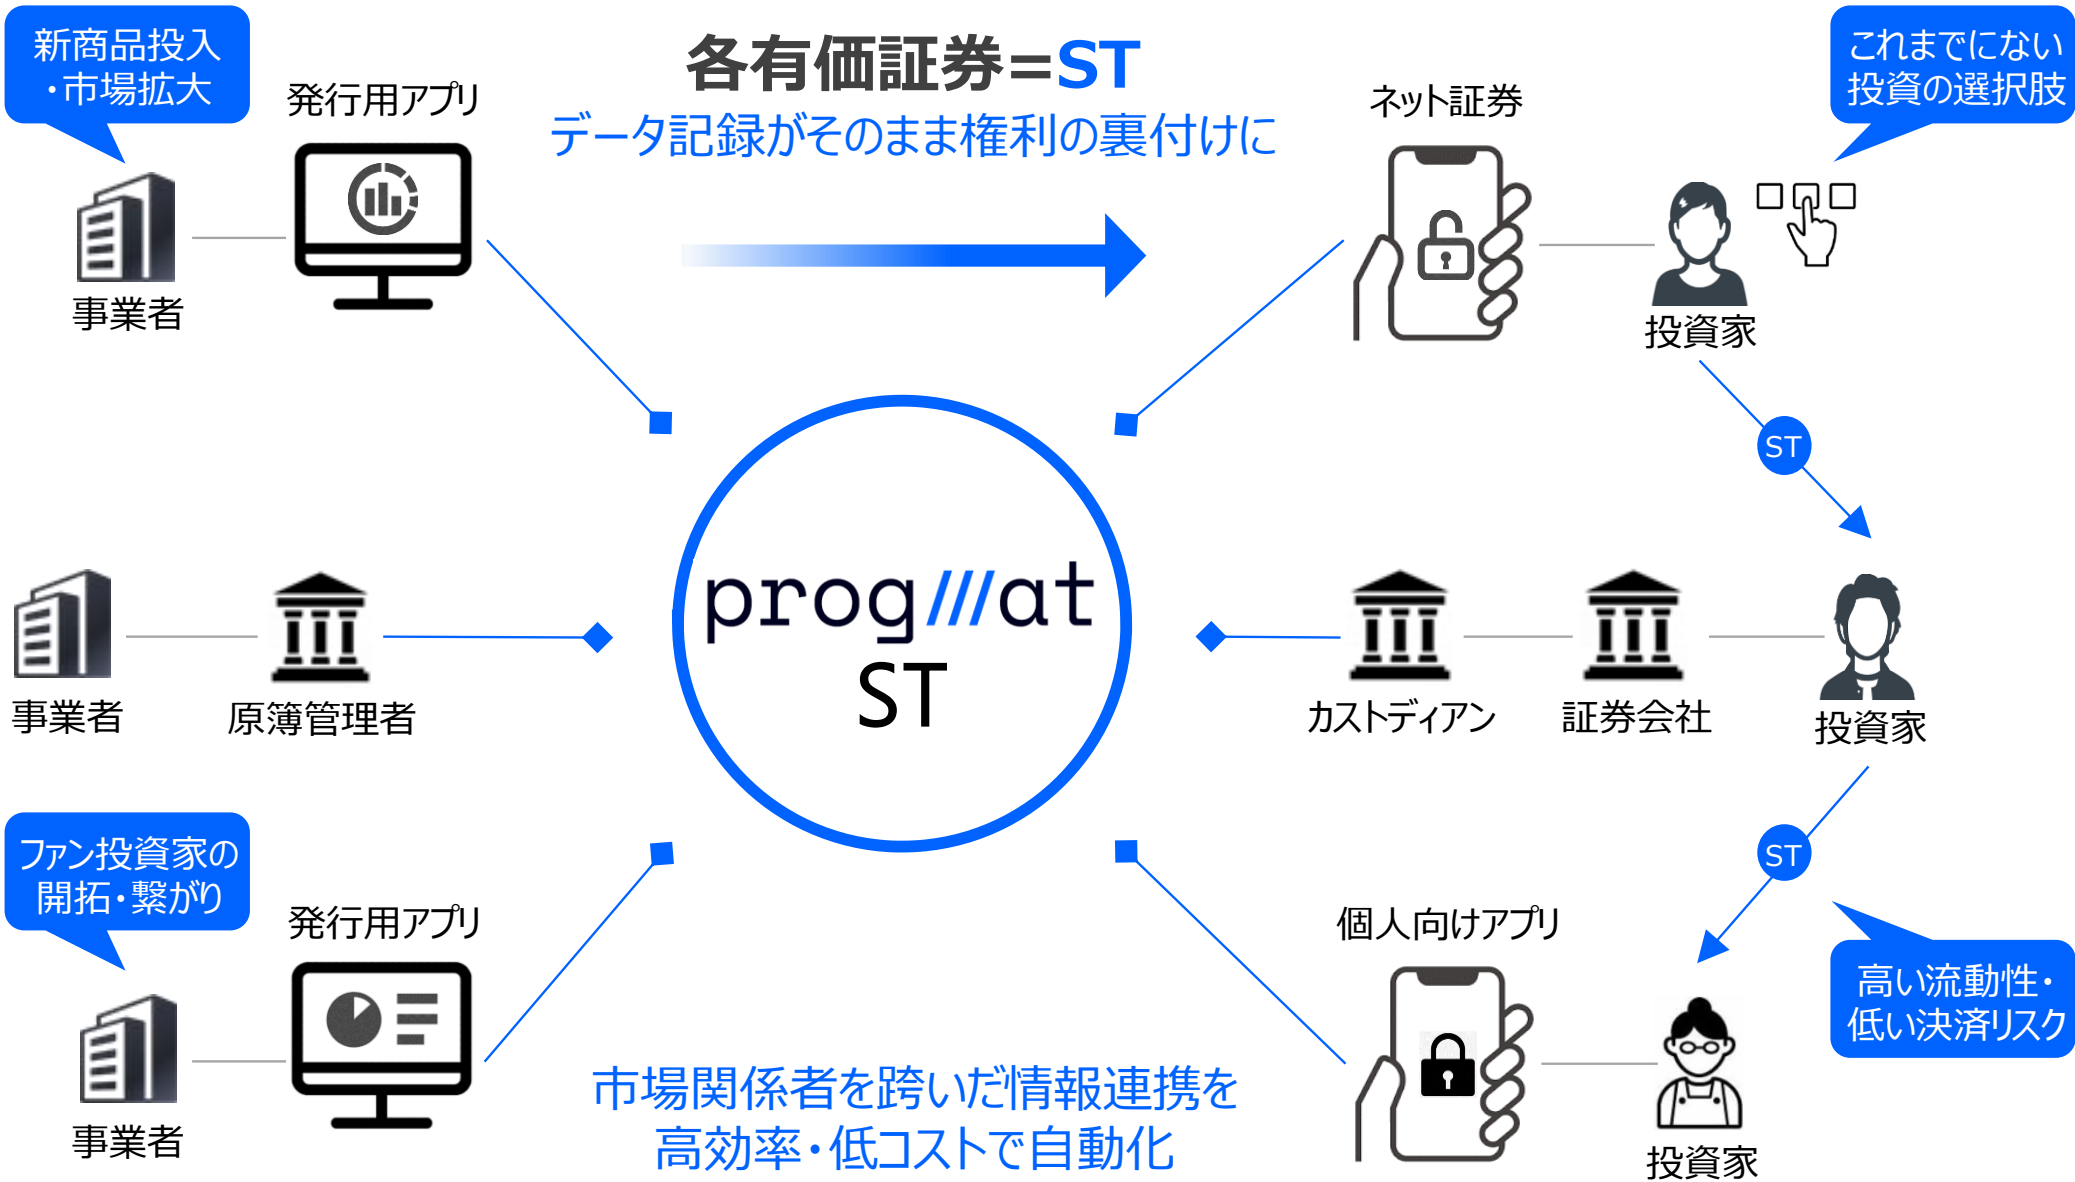 新商品投入
・市場拡大
発行用アプリ
事業者
各有価証券=ST
データ記録がそのまま権利の裏付けに
ネット証券
これまでにない
投資の選択肢
投資家
ST
事業者
原簿管理者
prog///at
ST
カストディアン
証券会社
投資家
ST
ファン投資家の
開拓・繋がり
発行用アプリ
事業者
市場関係者を跨いだ情報連携を
高効率・低コストで自動化
個人向けアプリ
高い流動性・
低い決済リスク
投資家